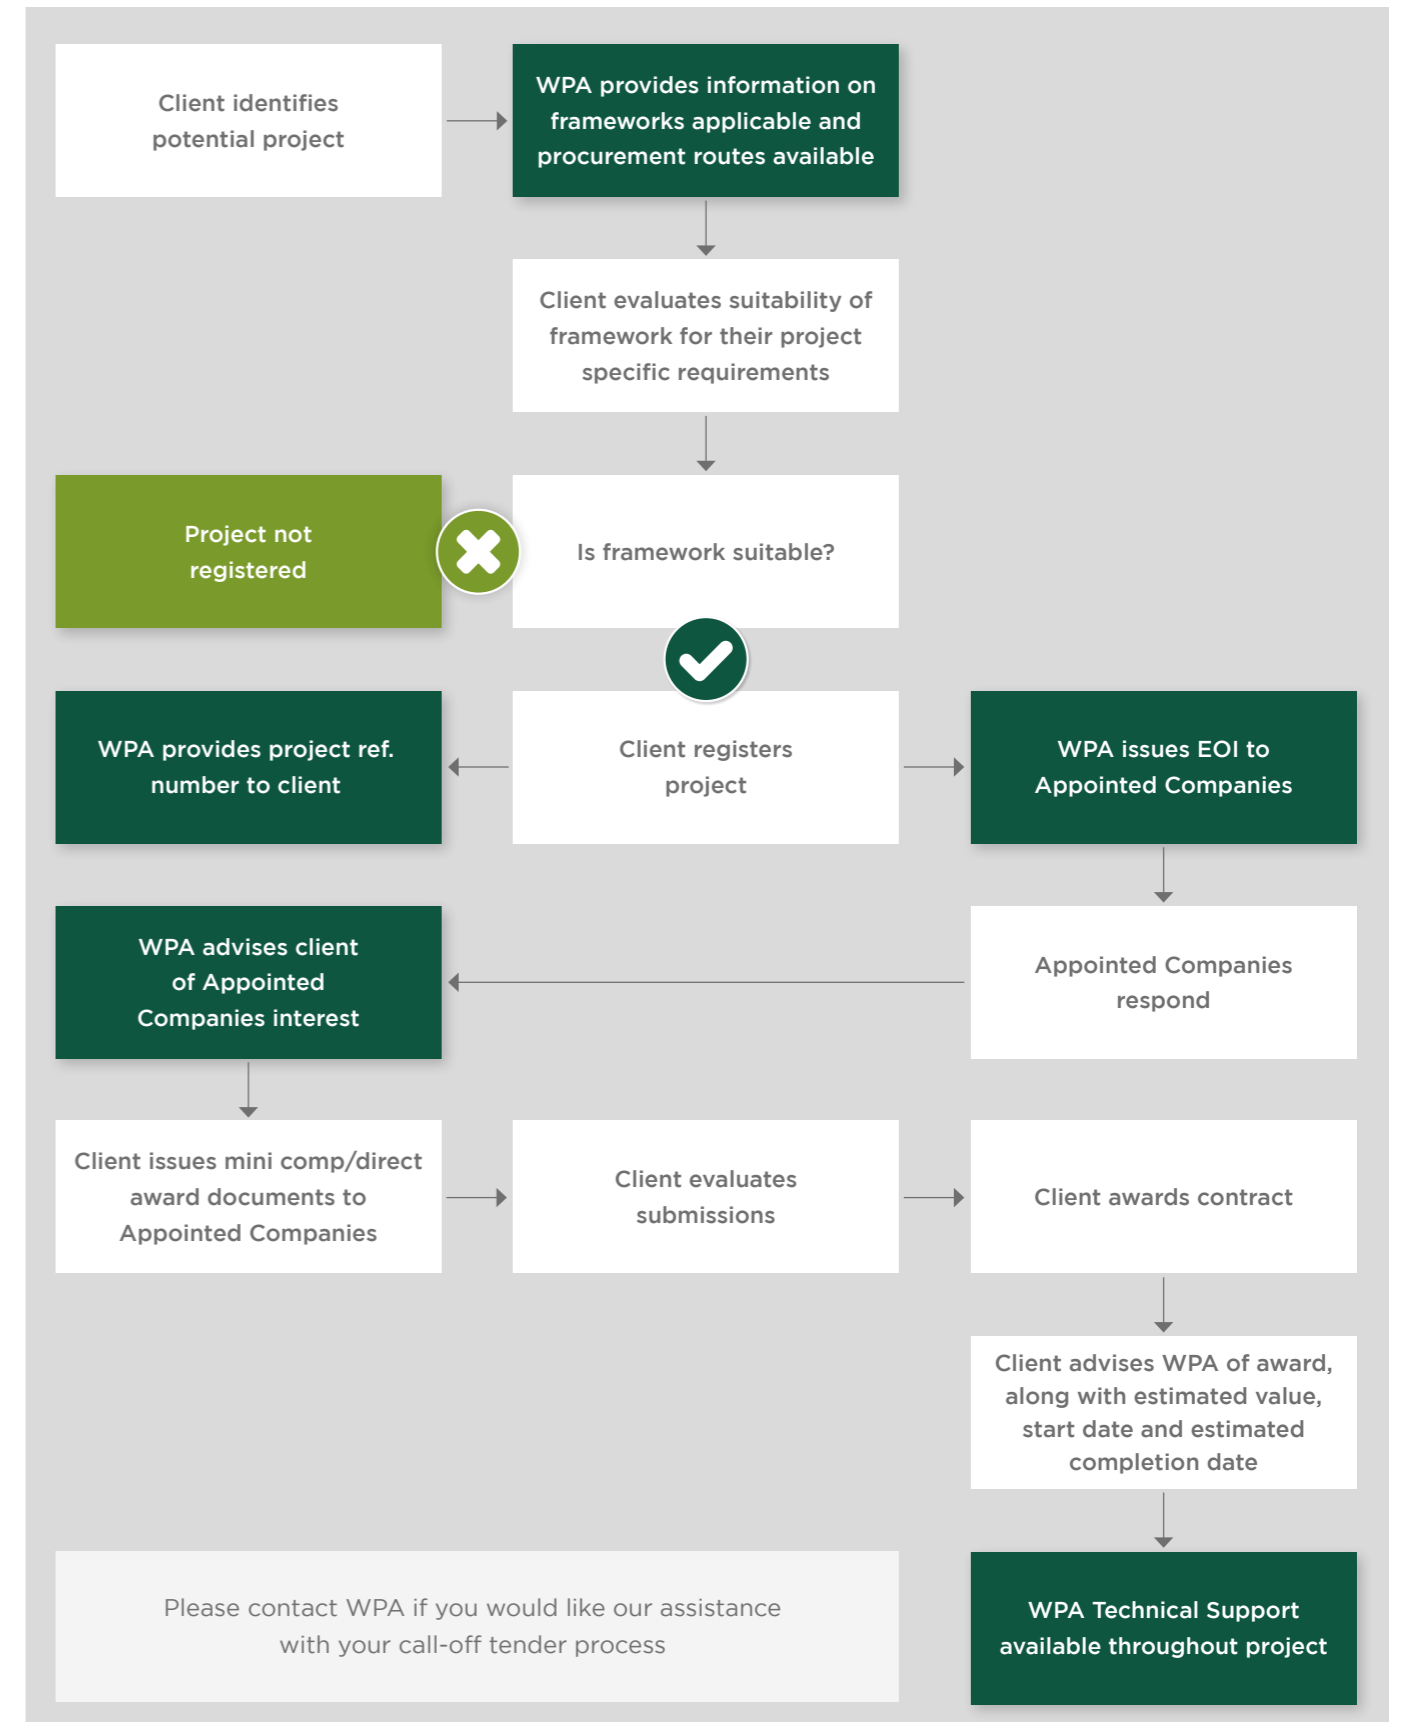 Client identifies
potential project
WPA provides information on
frameworks applicable and
procurement routes available
Client evaluates suitability of
framework for their project
specific requirements
Project not
registered
Is framework suitable?
WPA provides project ref.
number to client
Client registers
project
WPA issues EOI to
Appointed Companies
WPA advises client
of Appointed
Companies interest
Appointed Companies
respond
Client issues mini comp/direct
award documents to
Appointed Companies
Client evaluates
submissions
Client awards contract
Client advises WPA of award,
along with estimated value,
start date and estimated
completion date
Please contact WPA if you would like our assistance
with your call-off tender process
WPA Technical Support
available throughout project